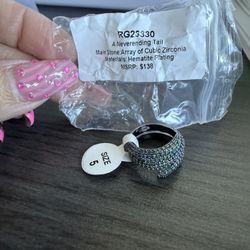 RG23330
A Neverending Tail
Main Stone:Array of Cubic Zirconia
Materials: Hematite Plating
MSRP: $138
SIZE
5